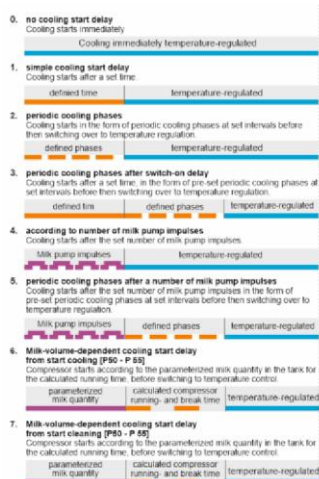 0. no cooling start delay
Cooling starts immediately
Cooling immediately temperature-regulated
1. simple cooling start delay
Cooling starts after a set time.
definied time temperature-regulated
2. periodic cooling phases
Cooling starts in the form of periodic cooling phases at set intervals before
then switching over to temperature regulation.
defined phases temperature-regulated
3. periodic cooling phases after switch-on delay
Cooling starts after a set time, in the form of pre-set periodic cooling phases at
set intervals before then switching over to temperature regulation.
defined tim defined phases temperature-regulated
4. according to number of milk pump impulses
Cooling starts after the set number of milk pump impulses.
Milk pump impulses temperature-regulated
5. periodic cooling phases after a number of milk pump impulses
Cooling starts after the set number of milk pump impulses in the form of
pre-set periodic cooling phases at set intervals before then switching over to
temperature regulation.
Milk pump impulses defined phases temperature-regulated
6. Milk-volume-dependent cooling start delay
from start cooling [P50 - P 55]
Compressor starts according to the parameterized milk quantity in the tank for
the calculated running time, before switching to temperature control.
parameterized milk quantity calculated compressor running- and break time temperature-regulated
7. Milk-volume-dependent cooling start delay
from start cleaning [P50 - P 55]
Compressor starts according to the parameterized milk quantity in the tank for
the calculated running time, before switching to temperature control.
parameterized milk quantity calculated compressor running- and break time temperature-regulated